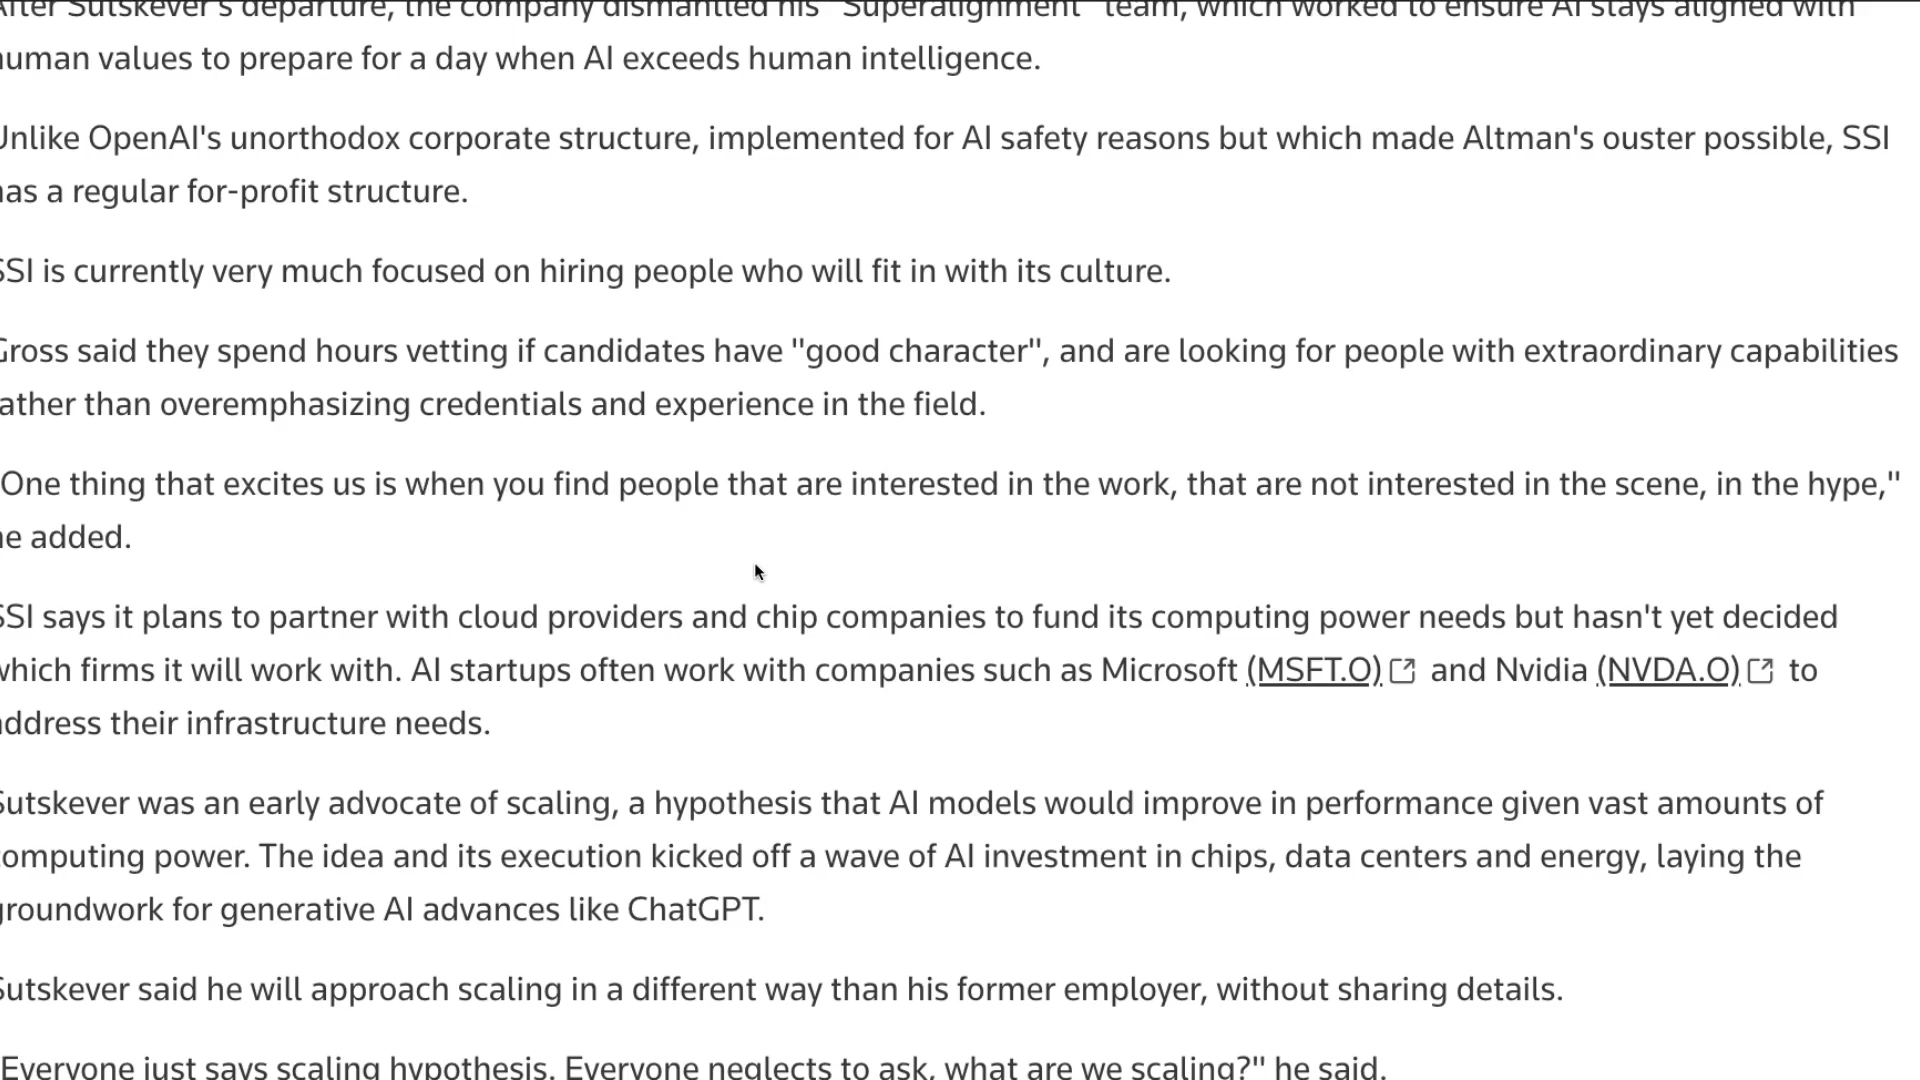 After Sutskever's departure, the company dismantled his "Superalignment" team, which worked to ensure AI stays aligned with
human values to prepare for a day when AI exceeds human intelligence.
Unlike OpenAI's unorthodox corporate structure, implemented for AI safety reasons but which made Altman's ouster possible, SSI
has a regular for-profit structure.
SSI is currently very much focused on hiring people who will fit in with its culture.
Gross said they spend hours vetting if candidates have "good character", and are looking for people with extraordinary capabilities
rather than overemphasizing credentials and experience in the field.
"One thing that excites us is when you find people that are interested in the work, that are not interested in the scene, in the hype,"
he added.
SSI says it plans to partner with cloud providers and chip companies to fund its computing power needs but hasn't yet decided
which firms it will work with. AI startups often work with companies such as Microsoft (MSFT.O) and Nvidia (NVDA.O) to
address their infrastructure needs.
Sutskever was an early advocate of scaling, a hypothesis that AI models would improve in performance given vast amounts of
computing power. The idea and its execution kicked off a wave of AI investment in chips, data centers and energy, laying the
groundwork for generative AI advances like ChatGPT.
Sutskever said he will approach scaling in a different way than his former employer, without sharing details.
"Everyone just says scaling hypothesis. Everyone neglects to ask, what are we scaling?" he said.